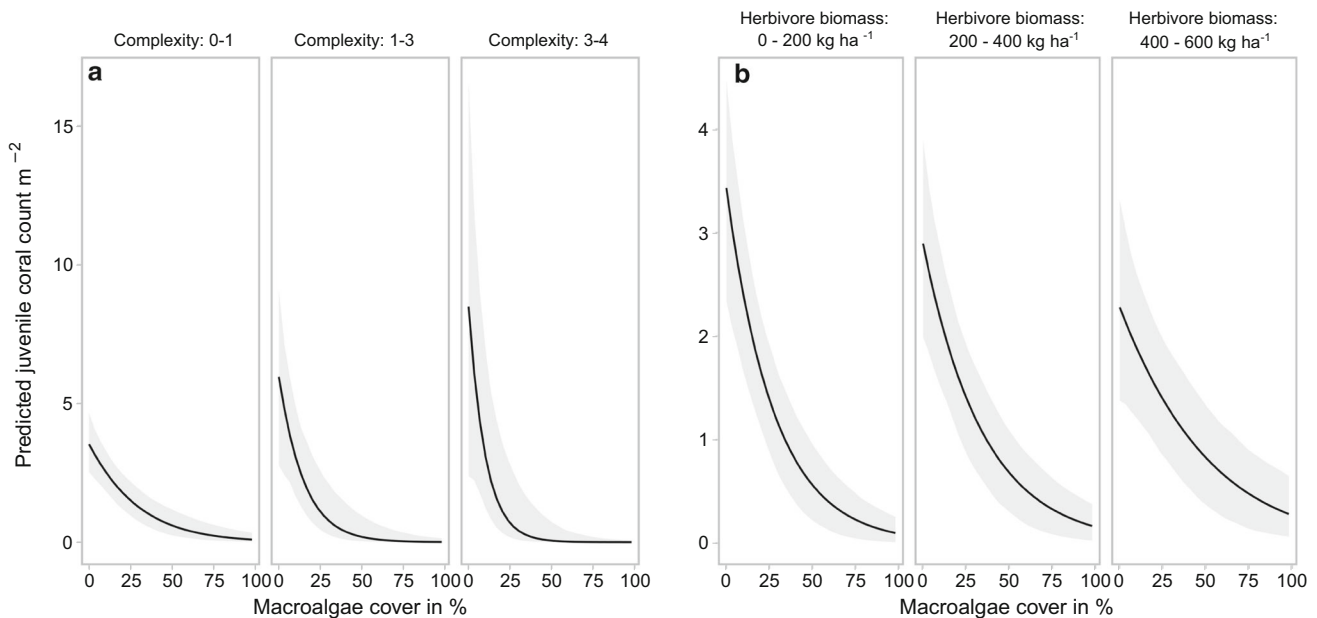 Complexity: 0-1
Complexity: 1-3
Complexity: 3-4
a
Predicted juvenile coral count m⁻²
15
10
5
0
0 25 50 75 100
0 25 50 75 100
0 25 50 75 100
Macroalgae cover in %
Herbivore biomass:
0 - 200 kg ha⁻¹
Herbivore biomass:
200 - 400 kg ha⁻¹
Herbivore biomass:
400 - 600 kg ha⁻¹
b
4
3
2
1
0
0 25 50 75 100
0 25 50 75 100
0 25 50 75 100
Macroalgae cover in %